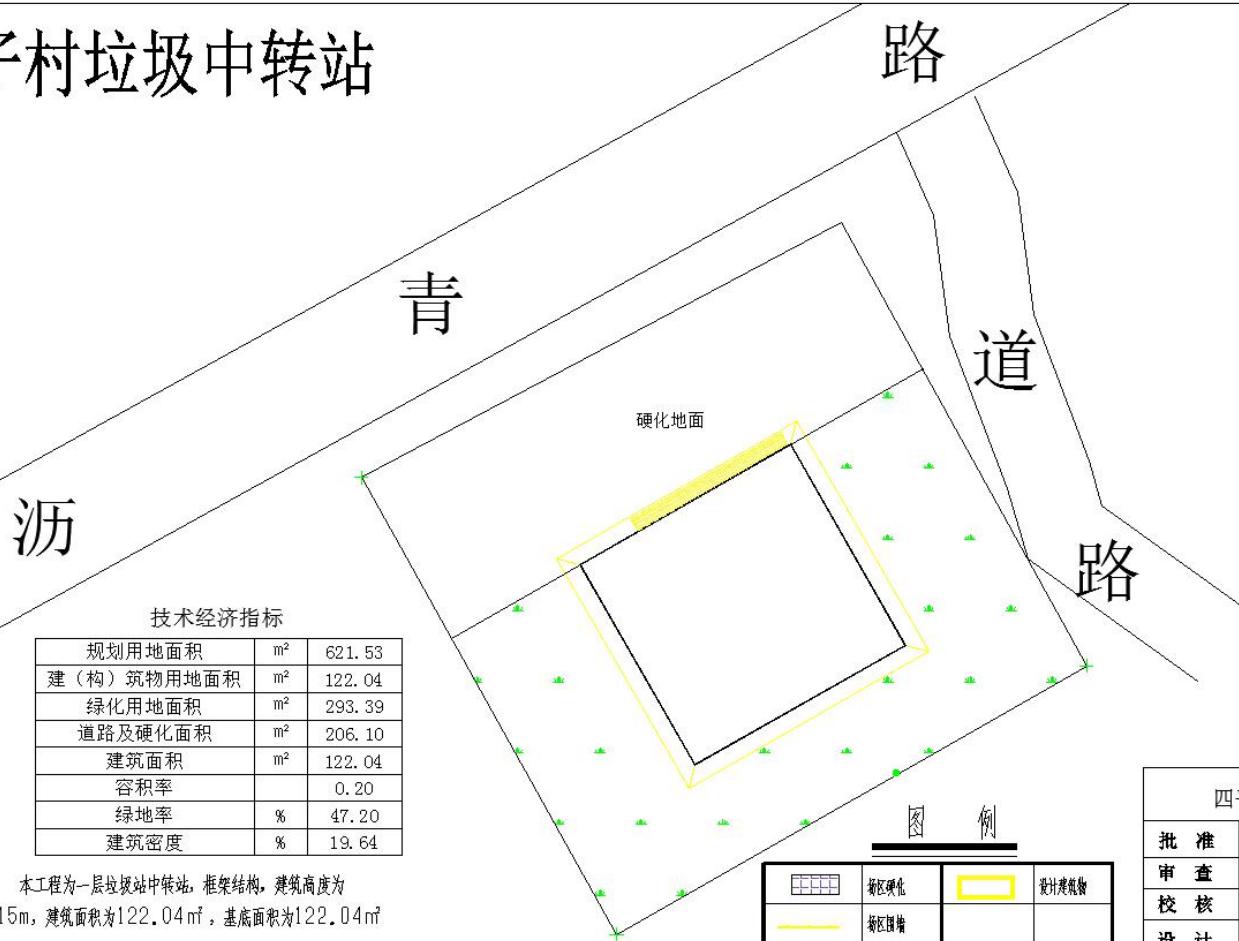 子村垃圾中转站
路
青
道
硬化地面
沥
路
技术经济指标
规划用地面积 m² 621.53
建（构）筑物用地面积 m² 122.04
绿化用地面积 m² 293.39
道路及硬化面积 m² 206.10
建筑面积 m² 122.04
容积率 0.20
绿地率 % 47.20
建筑密度 % 19.64
本工程为一层垃圾站中转站，框架结构，建筑高度为
15m，建筑面积为122.04㎡，基底面积为122.04㎡
图 例
场区硬化 设计建筑物
场区围墙
四
批 准
审 查
校 核
设 计